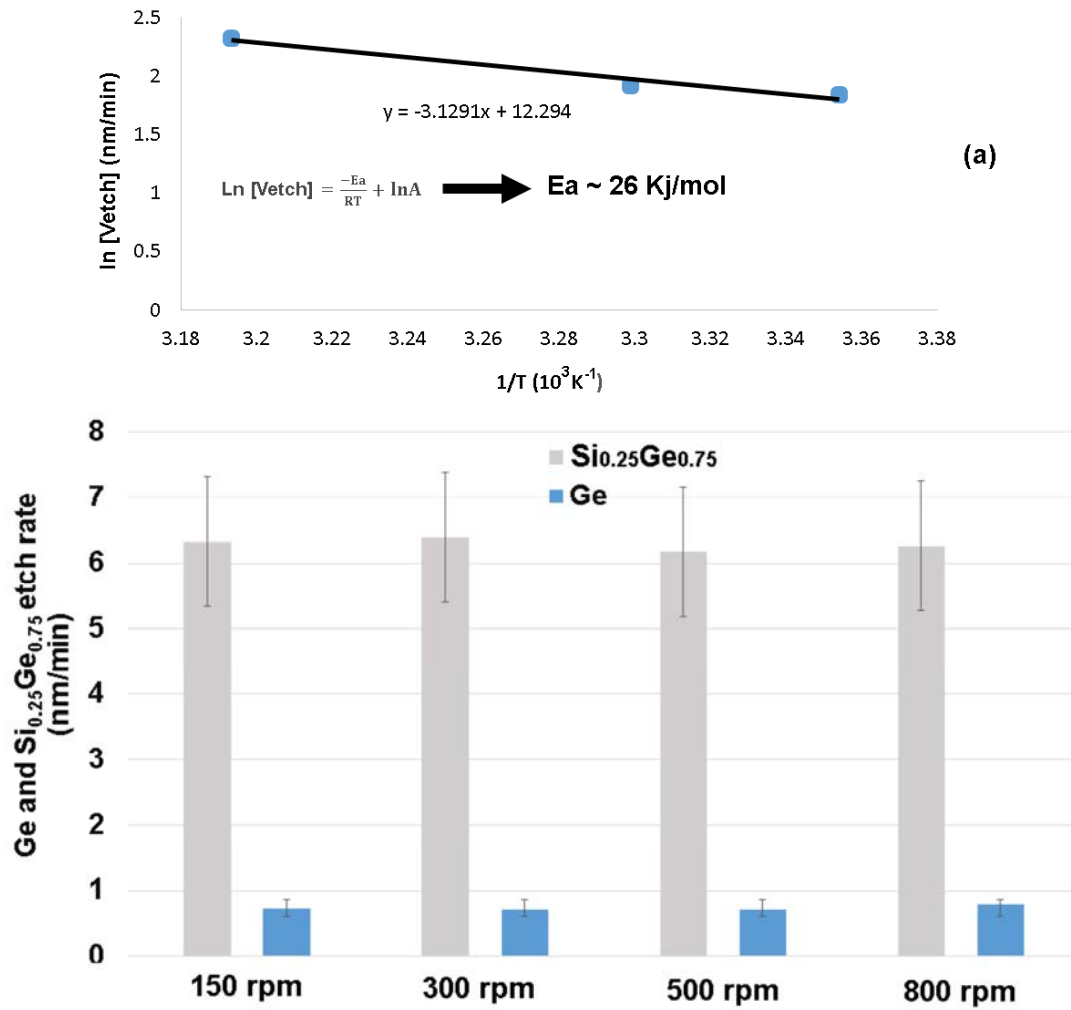 2.5
2
1.5
1
0.5
0
ln [Vetch] (nm/min)
y = -3.1291x + 12.294
Ln [Vetch] = −Ea/RT + lnA
Ea ~ 26 Kj/mol
(a)
3.18 3.2 3.22 3.24 3.26 3.28 3.3 3.32 3.34 3.36 3.38
1/T (10³K⁻¹)
8
7
6
5
4
3
2
1
0
Ge and Si₀.₂₅Ge₀.₇₅ etch rate
(nm/min)
Si₀.₂₅Ge₀.₇₅
Ge
150 rpm 300 rpm 500 rpm 800 rpm